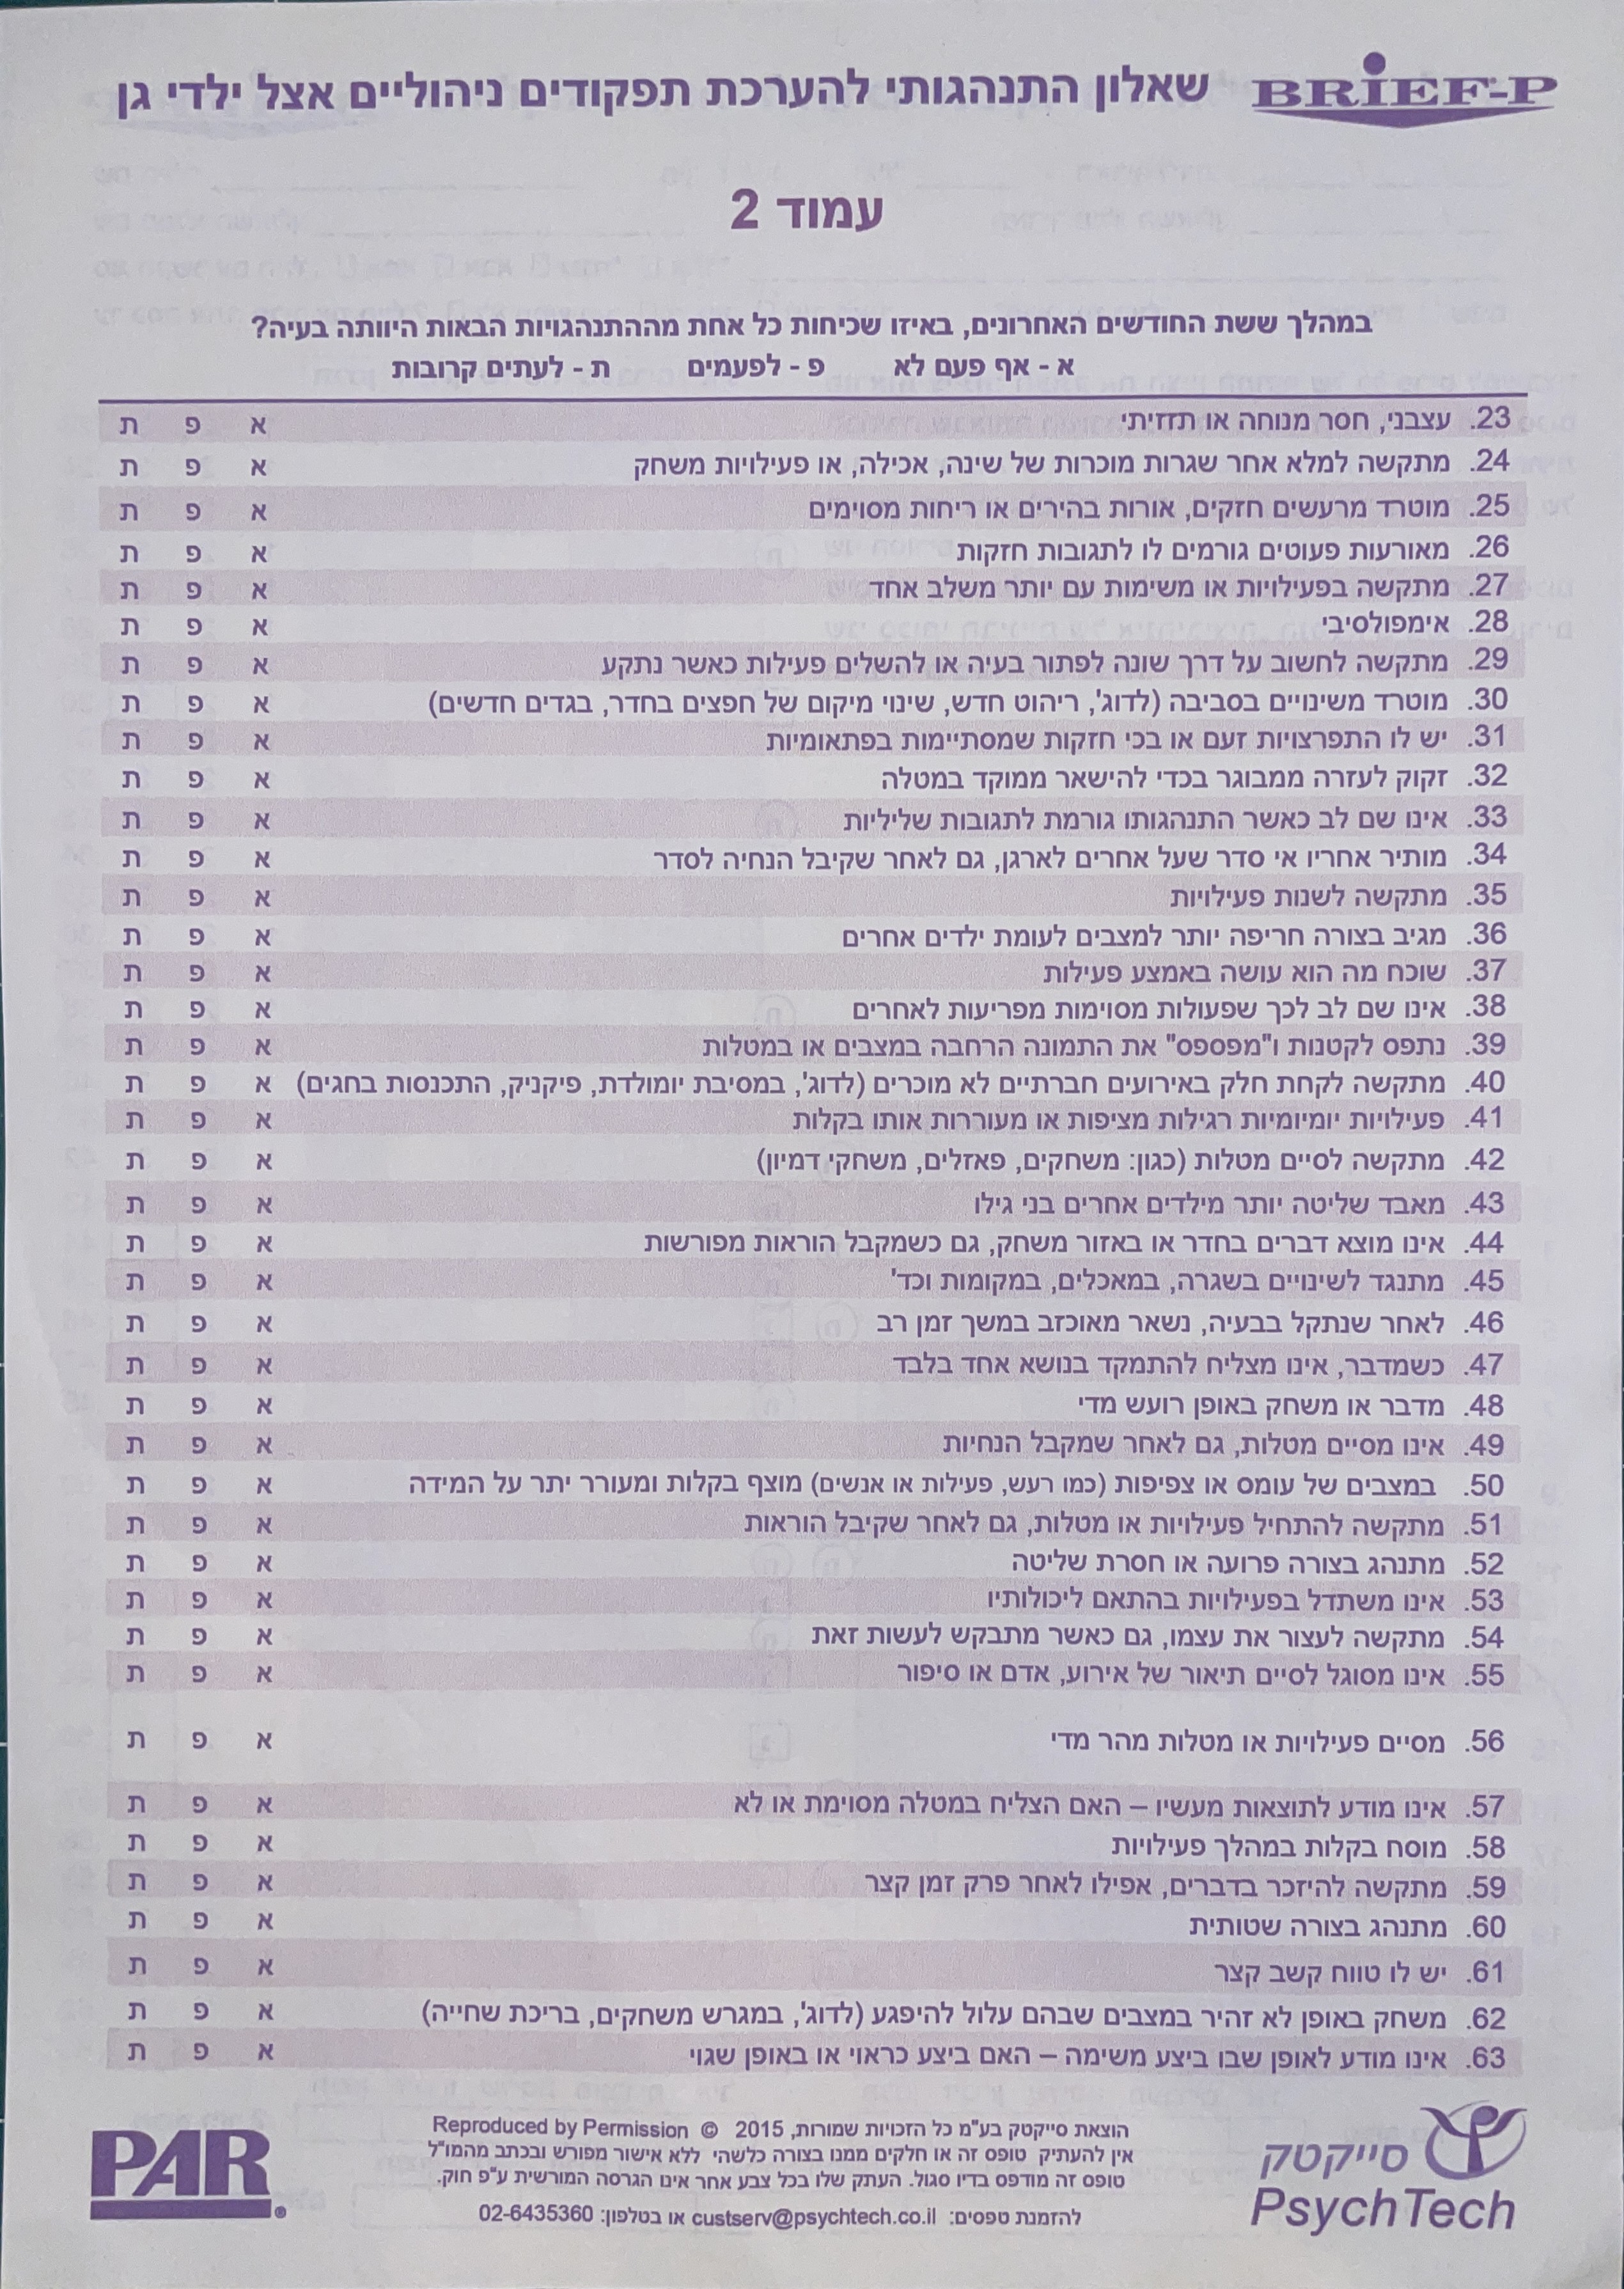 BRIEF-P שאלון התנהגותי להערכת תפקודים ניהוליים אצל ילדי גן
עמוד 2
במהלך ששת החודשים האחרונים, באיזו שכיחות כל אחת מההתנהגויות הבאות היוותה בעיה?
א - אף פעם לא פ - לפעמים ת - לעתים קרובות
23. עצבני, חסר מנוחה או תזזיתי א פ ת
24. מתקשה למלא אחר שגרות מוכרות של שינה, אכילה, או פעילויות משחק א פ ת
25. מוטרד מרעשים חזקים, אורות בהירים או ריחות מסוימים א פ ת
26. מאורעות פעוטים גורמים לו לתגובות חזקות א פ ת
27. מתקשה בפעילויות או משימות עם יותר משלב אחד א פ ת
28. אימפולסיבי א פ ת
29. מתקשה לחשוב על דרך שונה לפתור בעיה או להשלים פעילות כאשר נתקע א פ ת
30. מוטרד משינויים בסביבה (לדוג', ריהוט חדש, שינוי מיקום של חפצים בחדר, בגדים חדשים) א פ ת
31. יש לו התפרצויות זעם או בכי חזקות שמסתיימות בפתאומיות א פ ת
32. זקוק לעזרה ממבוגר בכדי להישאר ממוקד במטלה א פ ת
33. אינו שם לב כאשר התנהגותו גורמת לתגובות שליליות א פ ת
34. מותיר אחריו אי סדר שעל אחרים לארגן, גם לאחר שקיבל הנחיה לסדר א פ ת
35. מתקשה לשנות פעילויות א פ ת
36. מגיב בצורה חריפה יותר למצבים לעומת ילדים אחרים א פ ת
37. שוכח מה הוא עושה באמצע פעילות א פ ת
38. אינו שם לב לכך שפעולות מסוימות מפריעות לאחרים א פ ת
39. נתפס לקטנות ו"מפספס" את התמונה הרחבה במצבים או במטלות א פ ת
40. מתקשה לקחת חלק באירועים חברתיים לא מוכרים (לדוג', במסיבת יומולדת, פיקניק, התכנסות בחגים) א פ ת
41. פעילויות יומיומיות רגילות מציפות או מעוררות אותו בקלות א פ ת
42. מתקשה לסיים מטלות (כגון: משחקים, פאזלים, משחקי דמיון) א פ ת
43. מאבד שליטה יותר מילדים אחרים בני גילו א פ ת
44. אינו מוצא דברים בחדר או באזור משחק, גם כשמקבל הוראות מפורשות א פ ת
45. מתנגד לשינויים בשגרה, במאכלים, במקומות וכד' א פ ת
46. לאחר שנתקל בבעיה, נשאר מאוכזב במשך זמן רב א פ ת
47. כשמדבר, אינו מצליח להתמקד בנושא אחד בלבד א פ ת
48. מדבר או משחק באופן רועש מדי א פ ת
49. אינו מסיים מטלות, גם לאחר שמקבל הנחיות א פ ת
50. במצבים של עומס או צפיפות (כמו רעש, פעילות או אנשים) מוצף בקלות ומעורר יתר על המידה א פ ת
51. מתקשה להתחיל פעילויות או מטלות, גם לאחר שקיבל הוראות א פ ת
52. מתנהג בצורה פרועה או חסרת שליטה א פ ת
53. אינו משתדל בפעילויות בהתאם ליכולותיו א פ ת
54. מתקשה לעצור את עצמו, גם כאשר מתבקש לעשות זאת א פ ת
55. אינו מסוגל לסיים תיאור של אירוע, אדם או סיפור א פ ת
56. מסיים פעילויות או מטלות מהר מדי א פ ת
57. אינו מודע לתוצאות מעשיו – האם הצליח במטלה מסוימת או לא א פ ת
58. מוסח בקלות במהלך פעילויות א פ ת
59. מתקשה להיזכר בדברים, אפילו לאחר פרק זמן קצר א פ ת
60. מתנהג בצורה שטותית א פ ת
61. יש לו טווח קשב קצר א פ ת
62. משחק באופן לא זהיר במצבים שבהם עלול להיפגע (לדוג', במגרש משחקים, בריכת שחייה) א פ ת
63. אינו מודע לאופן שבו ביצע משימה – האם ביצע כראוי או באופן שגוי א פ ת
סייקטק
PsychTech
הוצאת סייקטק בע"מ כל הזכויות שמורות, 2015 © Reproduced by Permission
אין להעתיק טופס זה או חלקים ממנו בצורה כלשהי ללא אישור מפורש ובכתב מהמו"ל
טופס זה מודפס בדיו סגול. העתק שלו בכל צבע אחר אינו הגרסה המורשית ע"פ חוק.
להזמנת טפסים: custserv@psychtech.co.il או בטלפון: 02-6435360
PAR®